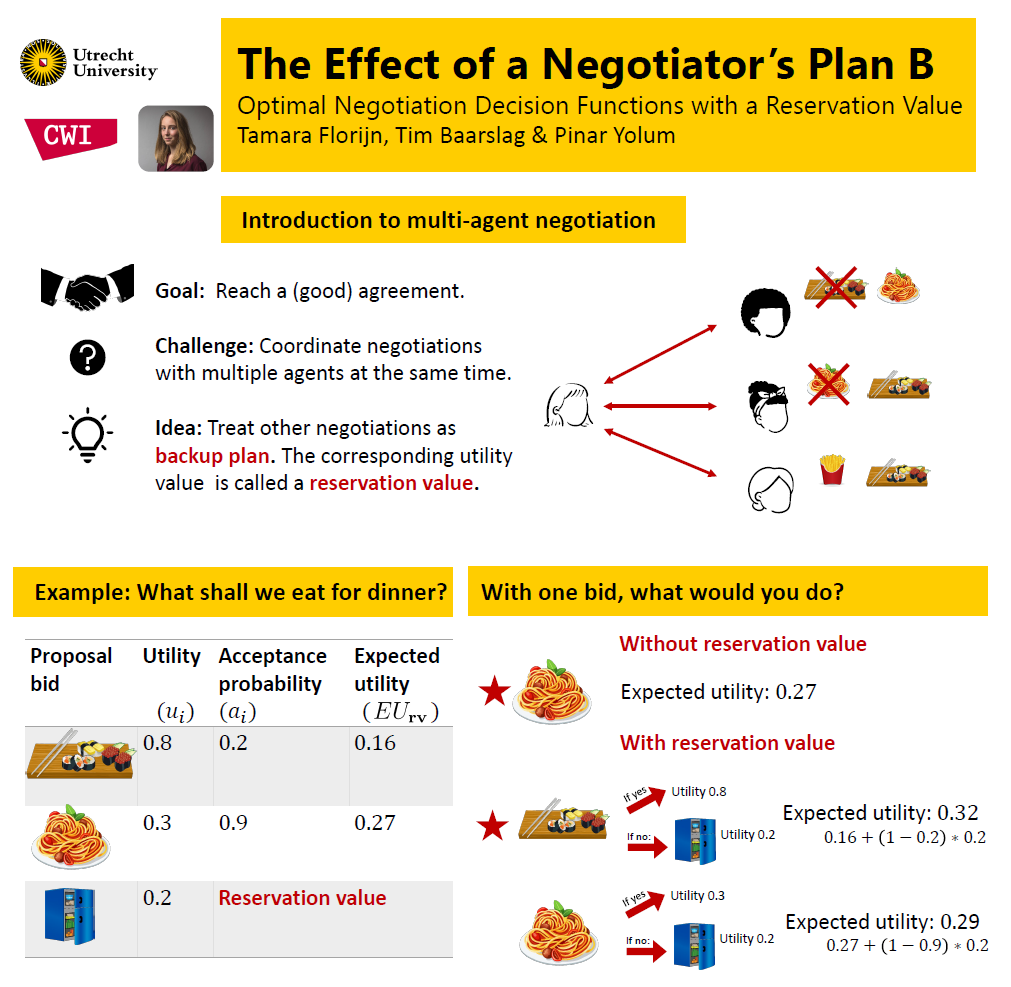 Utrecht
University
CWI
The Effect of a Negotiator's Plan B
Optimal Negotiation Decision Functions with a Reservation Value
Tamara Florijn, Tim Baarslag & Pinar Yolum
Introduction to multi-agent negotiation
Goal: Reach a (good) agreement.
?
Challenge: Coordinate negotiations
with multiple agents at the same time.
Idea: Treat other negotiations as
backup plan. The corresponding utility
value is called a reservation value.
Example: What shall we eat for dinner?
Proposal bid Utility (u_i) Acceptance probability (a_i) Expected utility (EU_rv)
0.8 0.2 0.16
0.3 0.9 0.27
0.2 Reservation value
With one bid, what would you do?
Without reservation value
Expected utility: 0.27
With reservation value
If yes Utility 0.8
If no: Utility 0.2
Expected utility: 0.32
0.16 + (1 − 0.2) ∗ 0.2
If yes Utility 0.3
If no: Utility 0.2
Expected utility: 0.29
0.27 + (1 − 0.9) ∗ 0.2